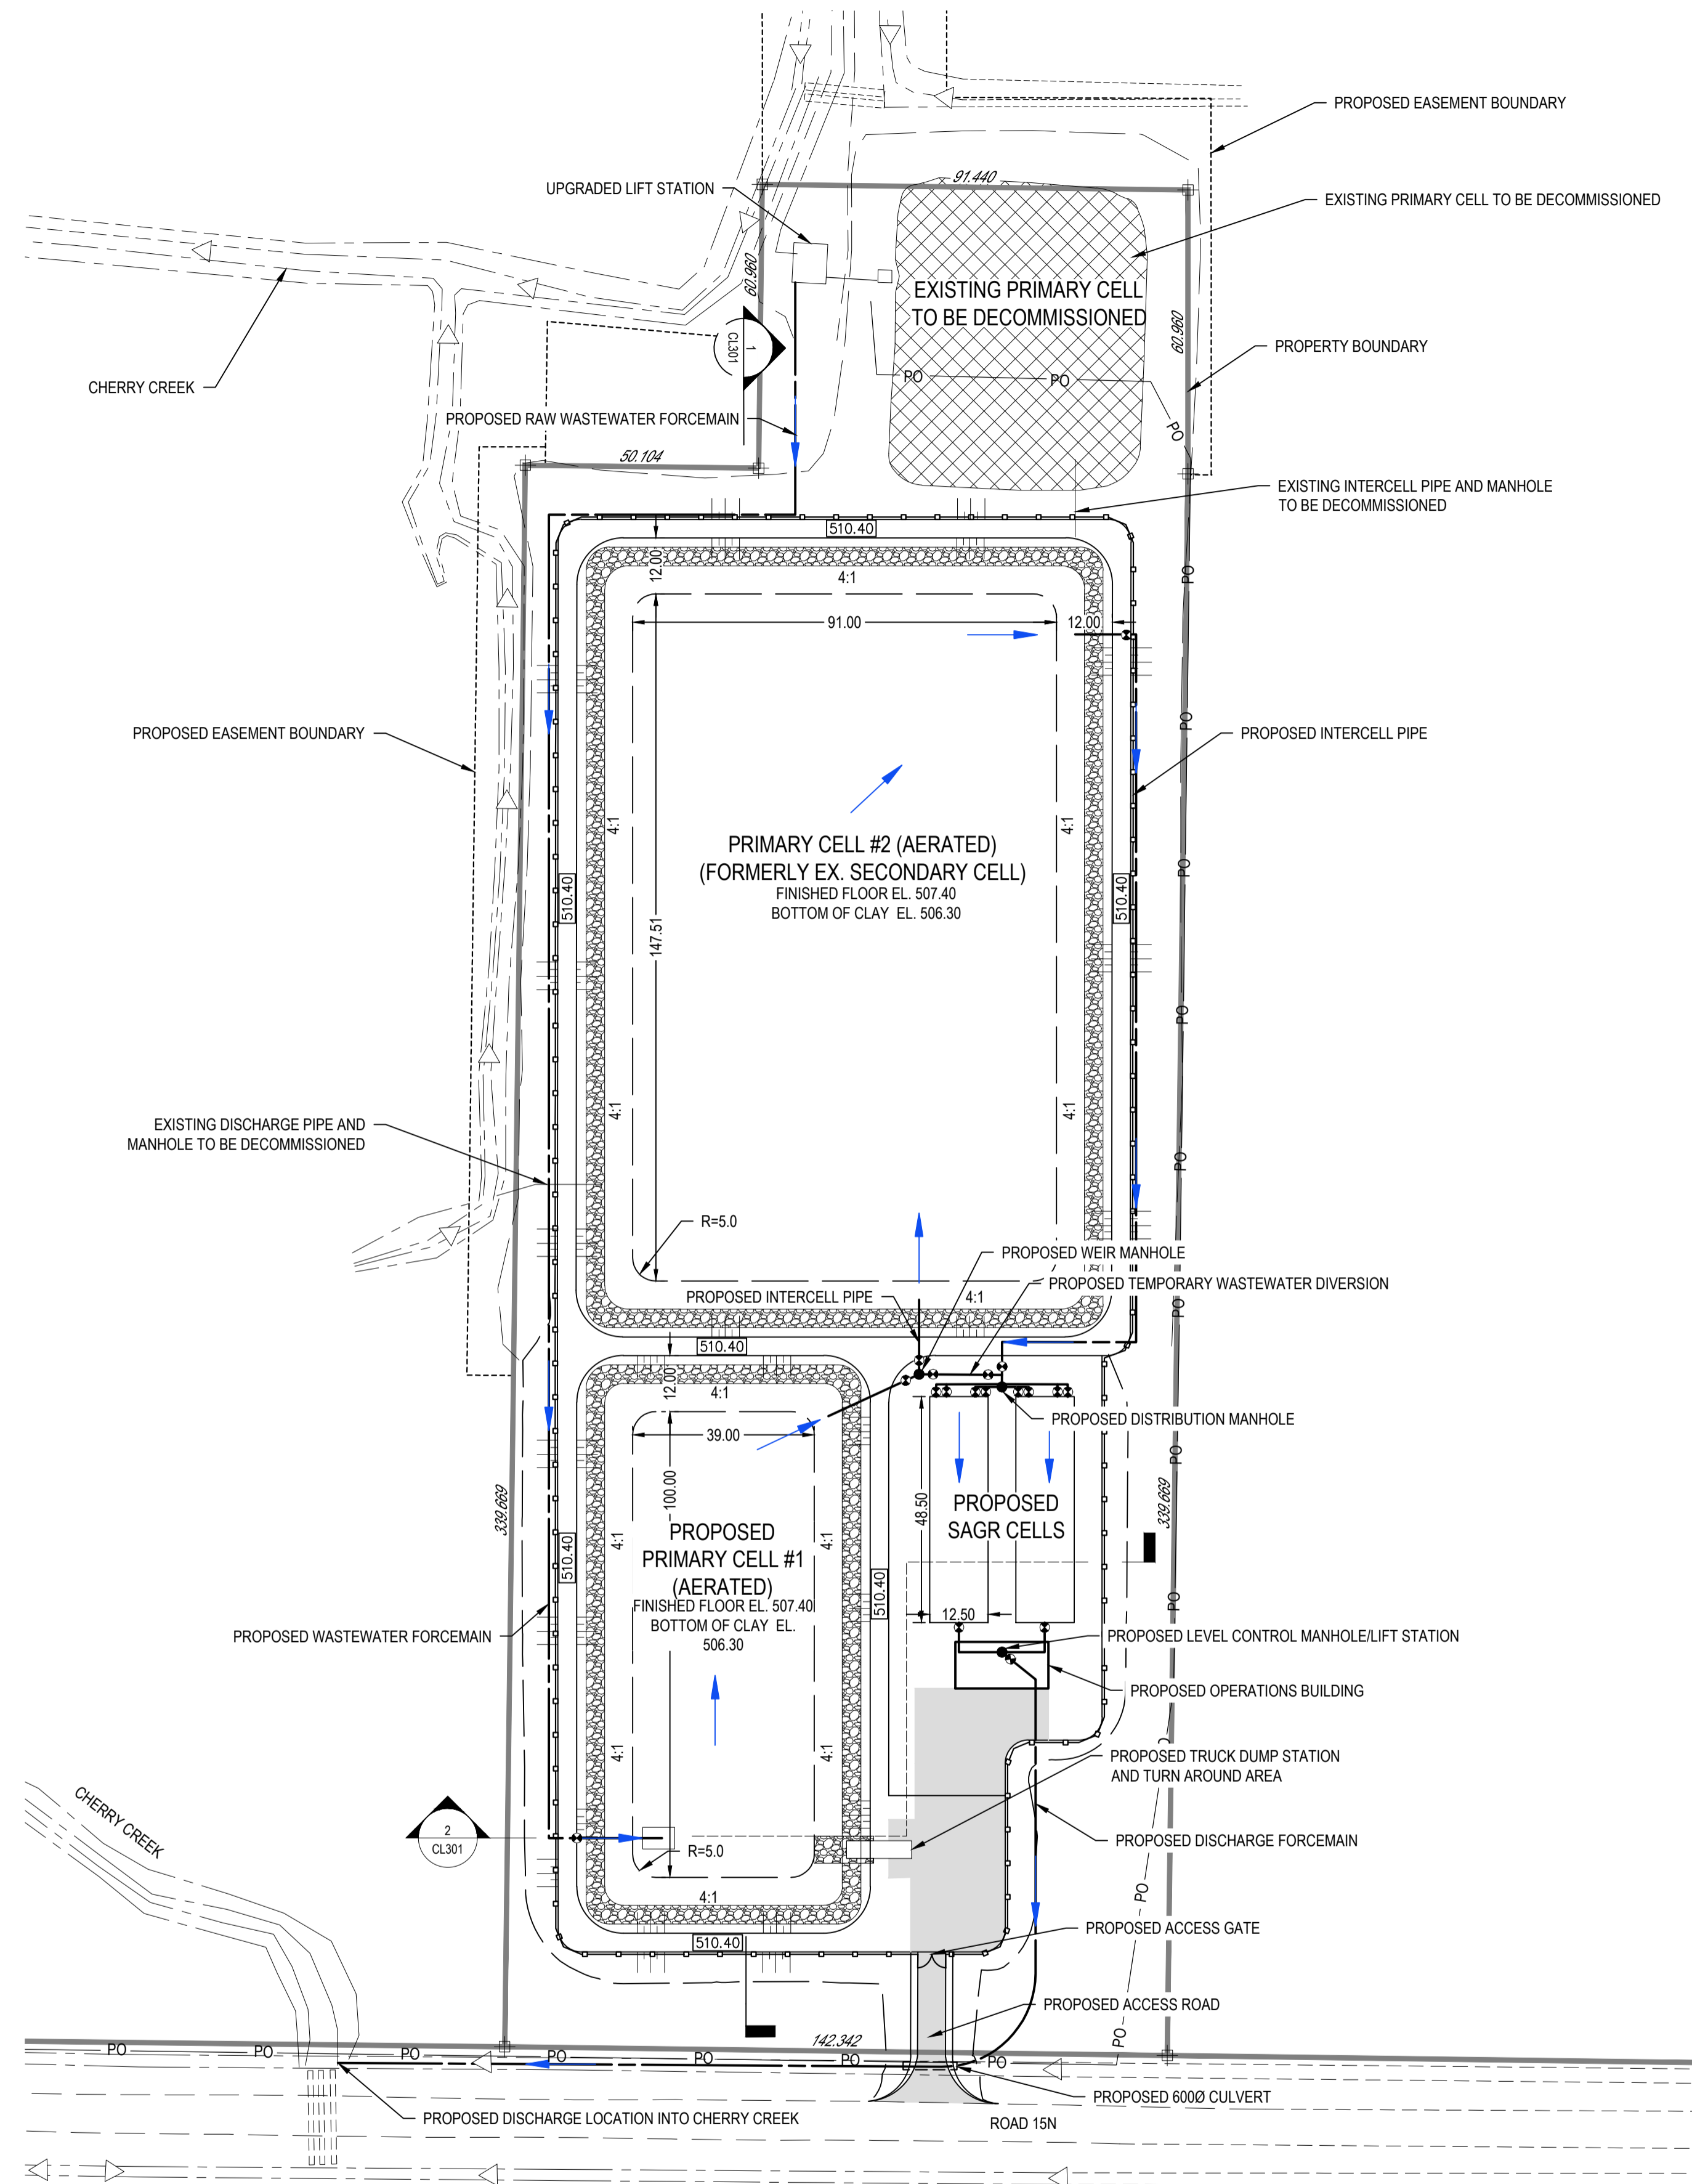 PROPOSED EASEMENT BOUNDARY
91.440
UPGRADED LIFT STATION
EXISTING PRIMARY CELL TO BE DECOMMISSIONED
60.960
EXISTING PRIMARY CELL
TO BE DECOMMISSIONED
60.960
1
CL301
PROPERTY BOUNDARY
CHERRY CREEK
PO
PO
PROPOSED RAW WASTEWATER FORCEMAIN
PO
50.104
EXISTING INTERCELL PIPE AND MANHOLE
TO BE DECOMMISSIONED
510.40
12.00
4:1
PO
91.00
12.00
PROPOSED EASEMENT BOUNDARY
PO
PROPOSED INTERCELL PIPE
4:1
4:1
PRIMARY CELL #2 (AERATED)
(FORMERLY EX. SECONDARY CELL)
FINISHED FLOOR EL. 507.40
BOTTOM OF CLAY EL. 506.30
PO
510.40
510.40
147.51
PO
4:1
4:1
EXISTING DISCHARGE PIPE AND
MANHOLE TO BE DECOMMISSIONED
PO
R=5.0
PROPOSED WEIR MANHOLE
PROPOSED TEMPORARY WASTEWATER DIVERSION
PROPOSED INTERCELL PIPE
4:1
PO
510.40
12.00
4:1
PROPOSED DISTRIBUTION MANHOLE
39.00
PO
100.00
48.50
339.669
339.669
PROPOSED
SAGR CELLS
PROPOSED
PRIMARY CELL #1
(AERATED)
FINISHED FLOOR EL. 507.40
BOTTOM OF CLAY EL.
506.30
4:1
4:1
510.40
510.40
PO
12.50
PROPOSED WASTEWATER FORCEMAIN
PROPOSED LEVEL CONTROL MANHOLE/LIFT STATION
PROPOSED OPERATIONS BUILDING
4:1
4:1
PO
PROPOSED TRUCK DUMP STATION
AND TURN AROUND AREA
CHERRY CREEK
2
CL301
R=5.0
PROPOSED DISCHARGE FORCEMAIN
PO
4:1
PROPOSED ACCESS GATE
510.40
PROPOSED ACCESS ROAD
142.342
PO
PO
PO
PO
PO
PO
PO
PO
PROPOSED 600Ø CULVERT
PROPOSED DISCHARGE LOCATION INTO CHERRY CREEK
ROAD 15N